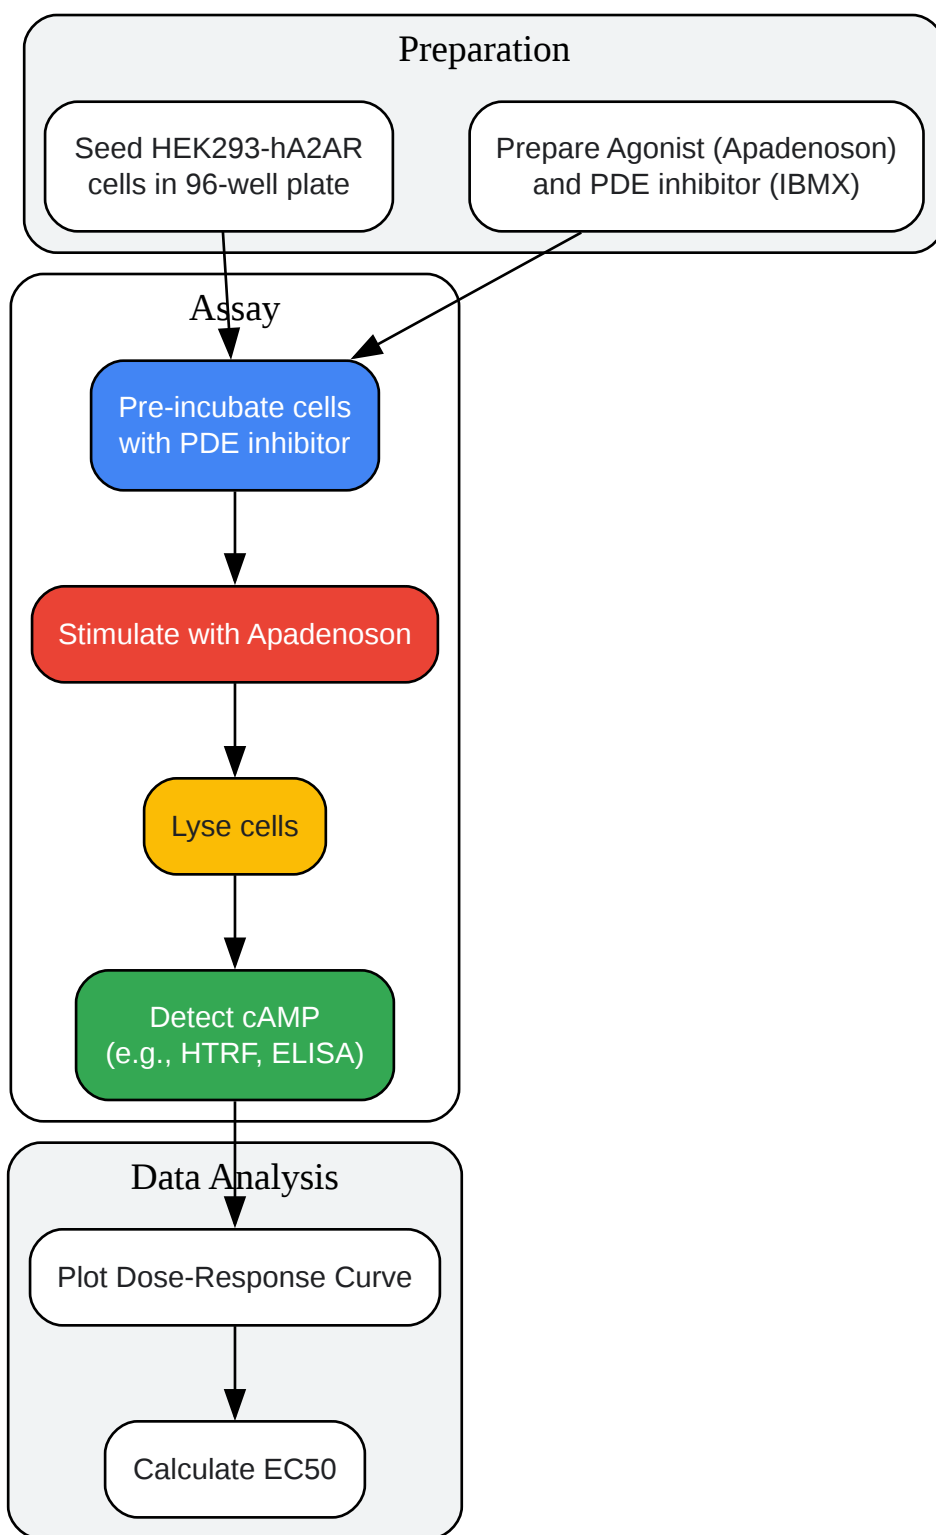 Preparation
Seed HEK293-hA2AR
cells in 96-well plate
Prepare Agonist (Apadenoson)
and PDE inhibitor (IBMX)
Assay
Pre-incubate cells
with PDE inhibitor
Stimulate with Apadenoson
Lyse cells
Detect cAMP
(e.g., HTRF, ELISA)
Data Analysis
Plot Dose-Response Curve
Calculate EC50